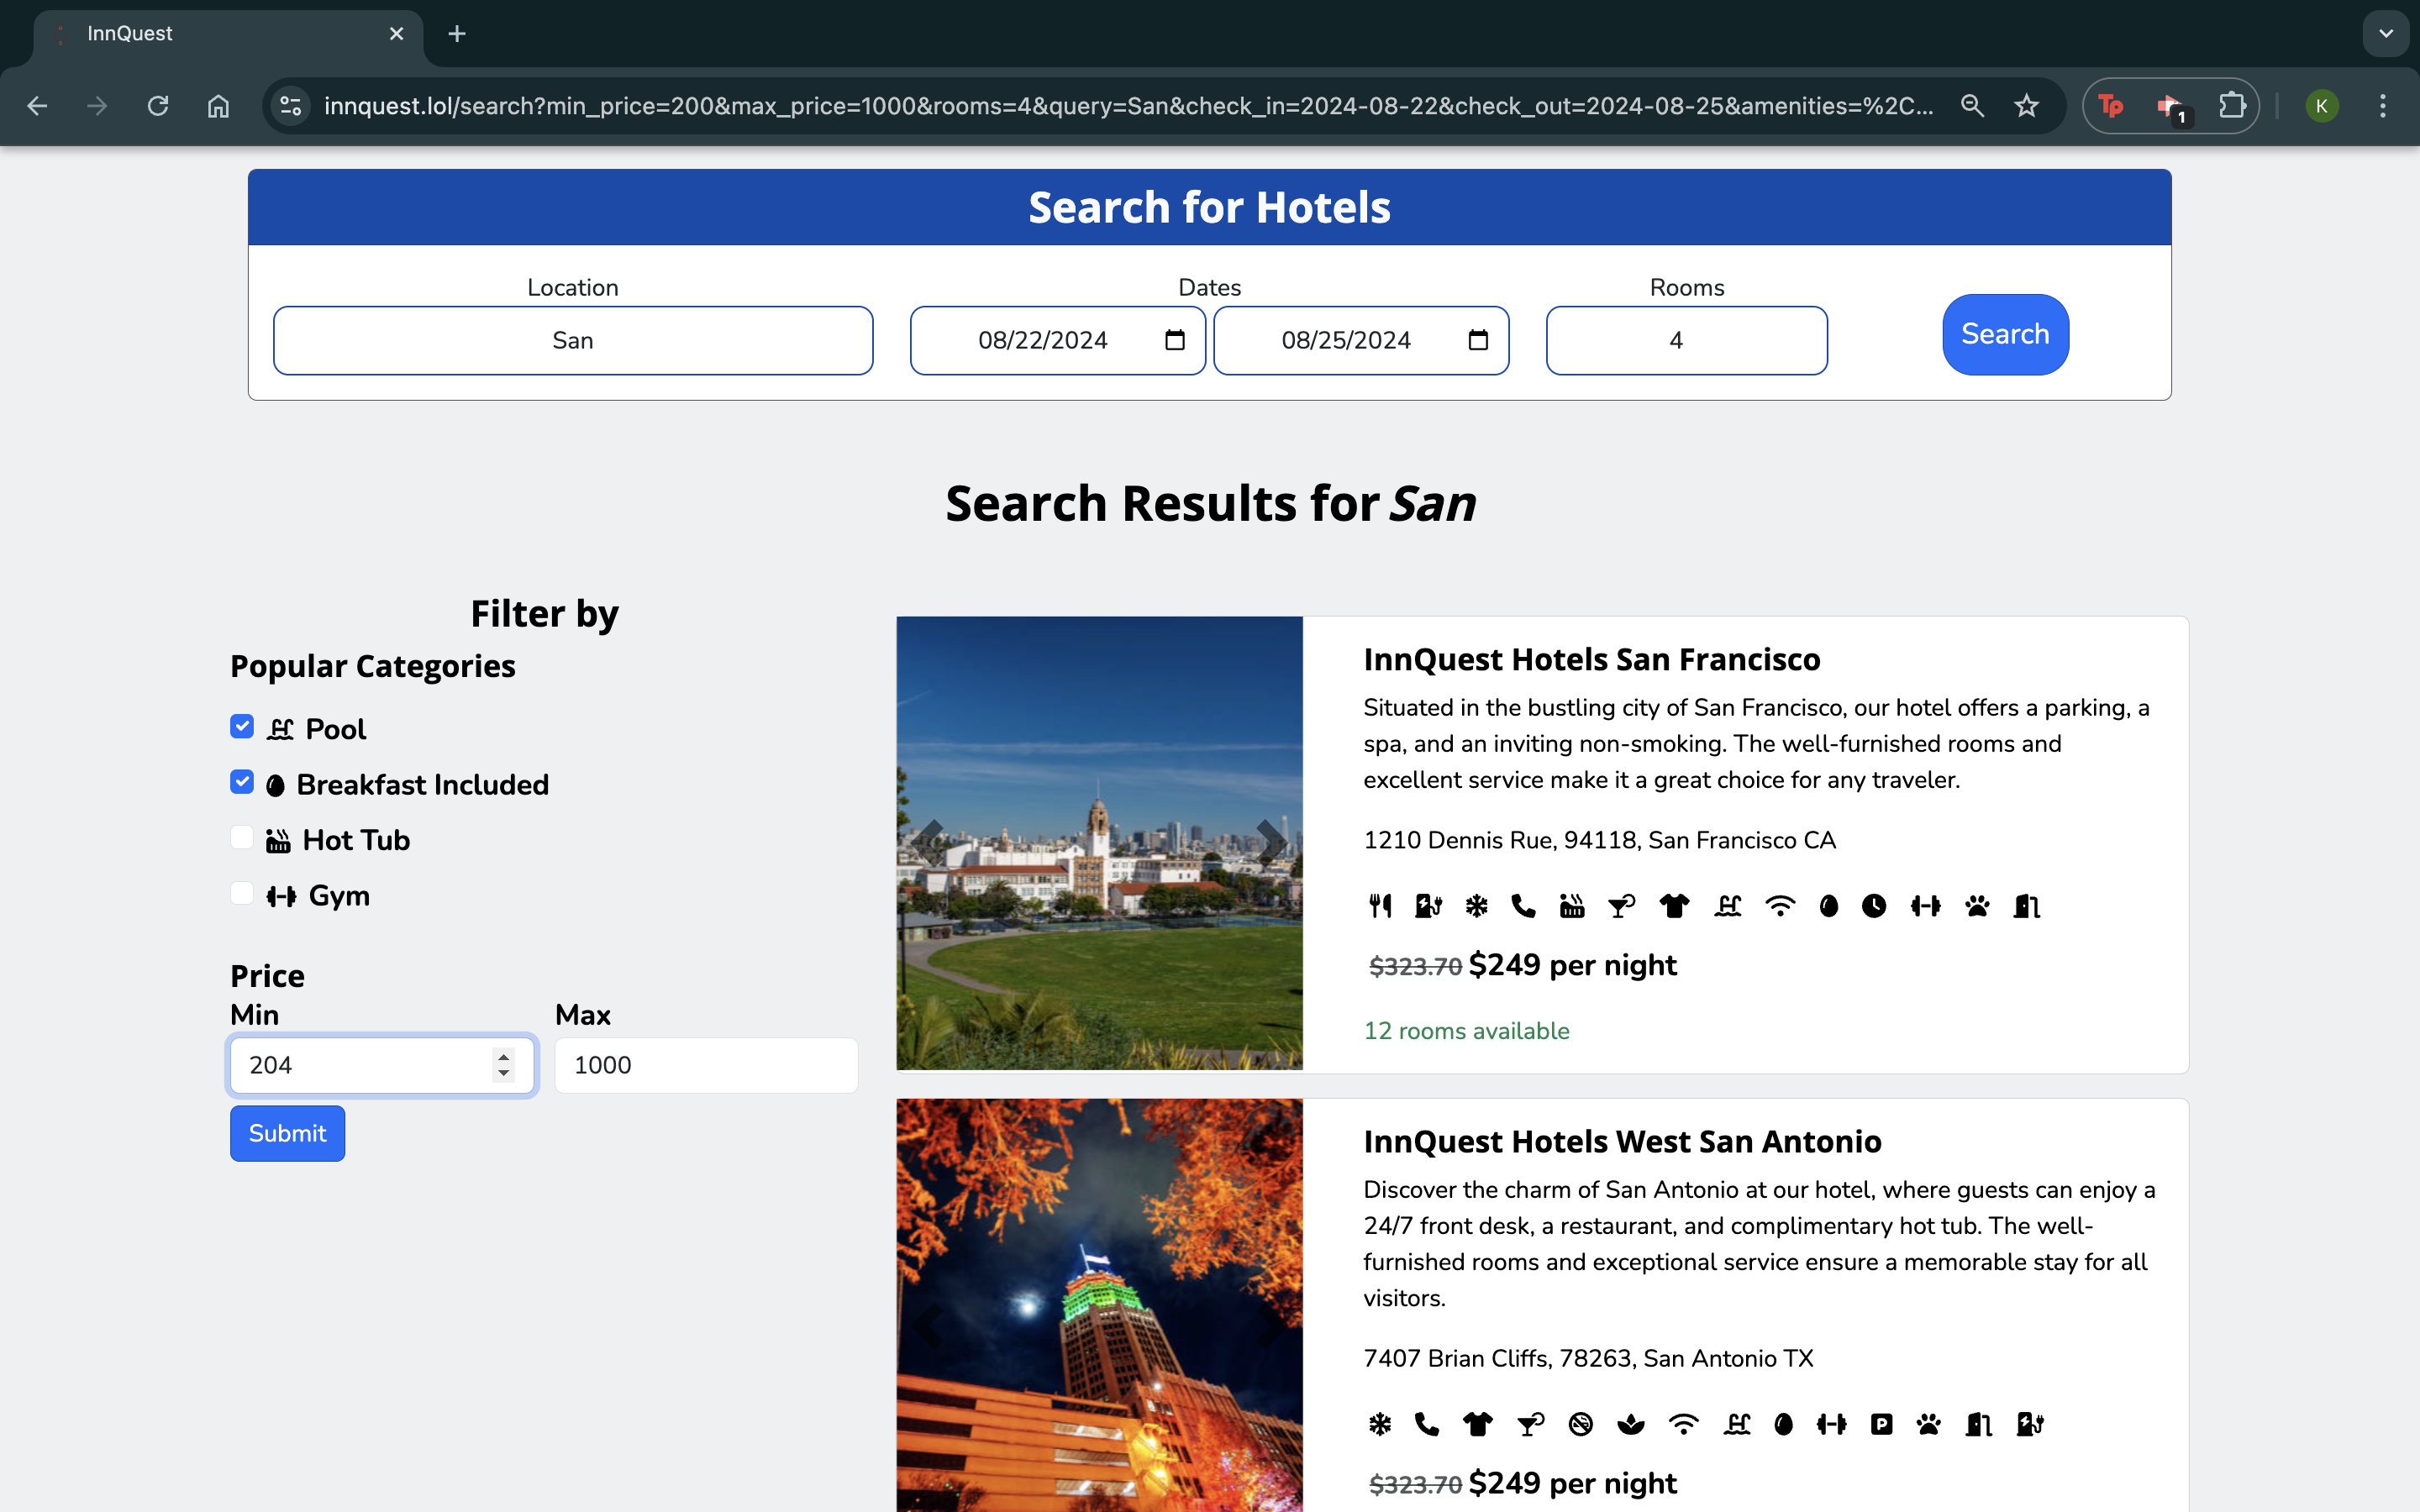 InnQuest
innquest.lol/search?min_price=200&max_price=1000&rooms=4&query=San&check_in=2024-08-22&check_out=2024-08-25&amenities=%2C...
Tp
1
K
Search for Hotels
Location
Dates
Rooms
San
08/22/2024
08/25/2024
4
Search
Search Results for San
Filter by
Popular Categories
Pool
Breakfast Included
Hot Tub
Gym
Price
Min
Max
204
1000
Submit
InnQuest Hotels San Francisco
Situated in the bustling city of San Francisco, our hotel offers a parking, a
spa, and an inviting non-smoking. The well-furnished rooms and
excellent service make it a great choice for any traveler.
1210 Dennis Rue, 94118, San Francisco CA
$323.70 $249 per night
12 rooms available
InnQuest Hotels West San Antonio
Discover the charm of San Antonio at our hotel, where guests can enjoy a
24/7 front desk, a restaurant, and complimentary hot tub. The well-
furnished rooms and exceptional service ensure a memorable stay for all
visitors.
7407 Brian Cliffs, 78263, San Antonio TX
P
$323.70 $249 per night